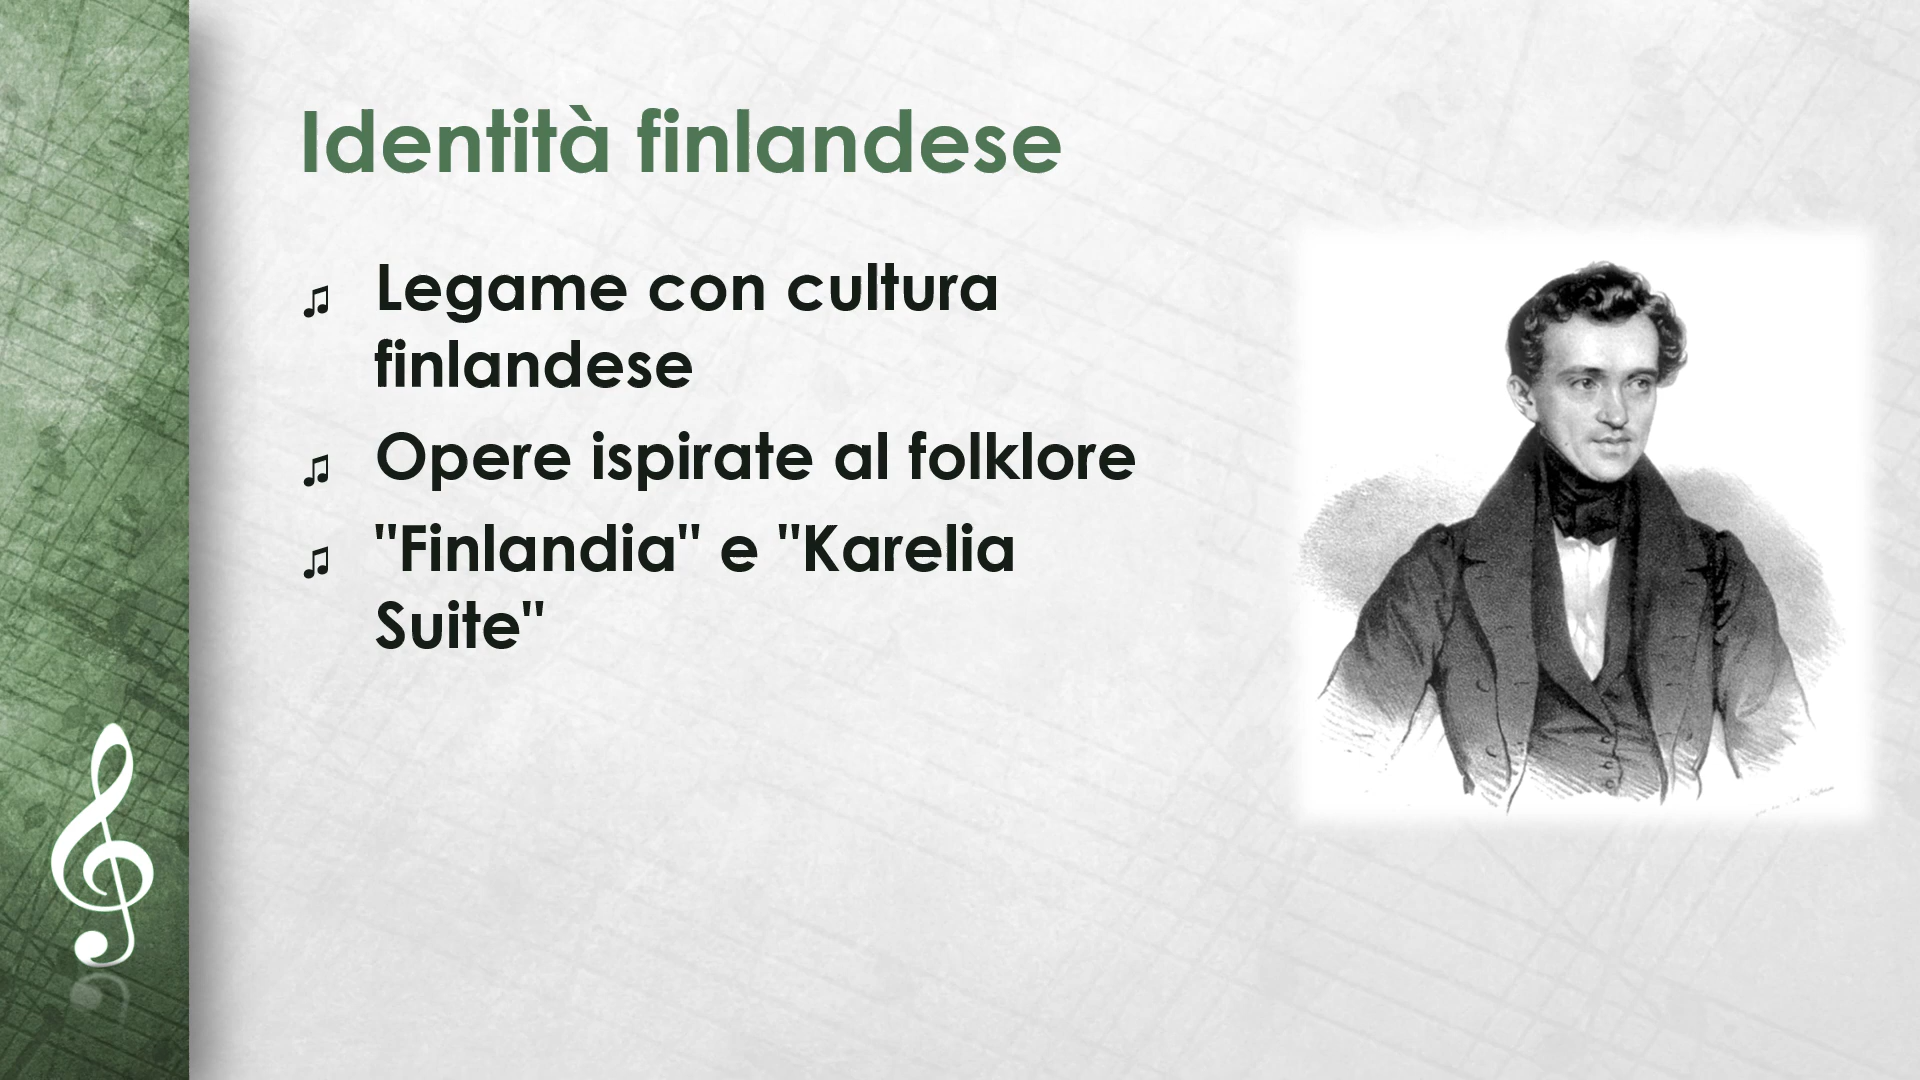 Identità finlandese
♫ Legame con cultura
finlandese
♫ Opere ispirate al folklore
♫ "Finlandia" e "Karelia
Suite"